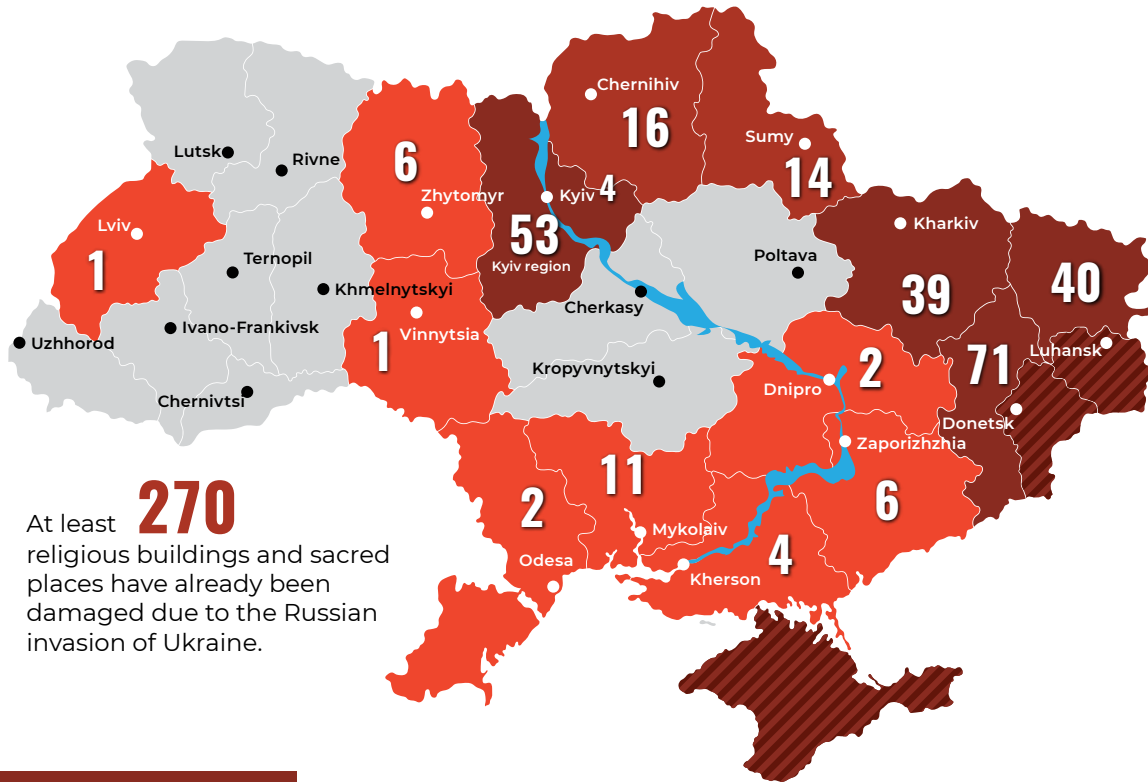 Chernihiv
16
Sumy
14
Lutsk
Rivne
6
Zhytomyr
Kyiv
4
53
Kyiv region
Lviv
1
Kharkiv
39
40
Ternopil
Poltava
Khmelnytskyi
Cherkasy
Ivano-Frankivsk
Vinnytsia
1
Uzhhorod
Luhansk
71
2
Kropyvnytskyi
Dnipro
Chernivtsi
Donetsk
Zaporizhzhia
11
2
6
Mykolaiv
Odesa
Kherson
4
At least 270
religious buildings and sacred
places have already been
damaged due to the Russian
invasion of Ukraine.